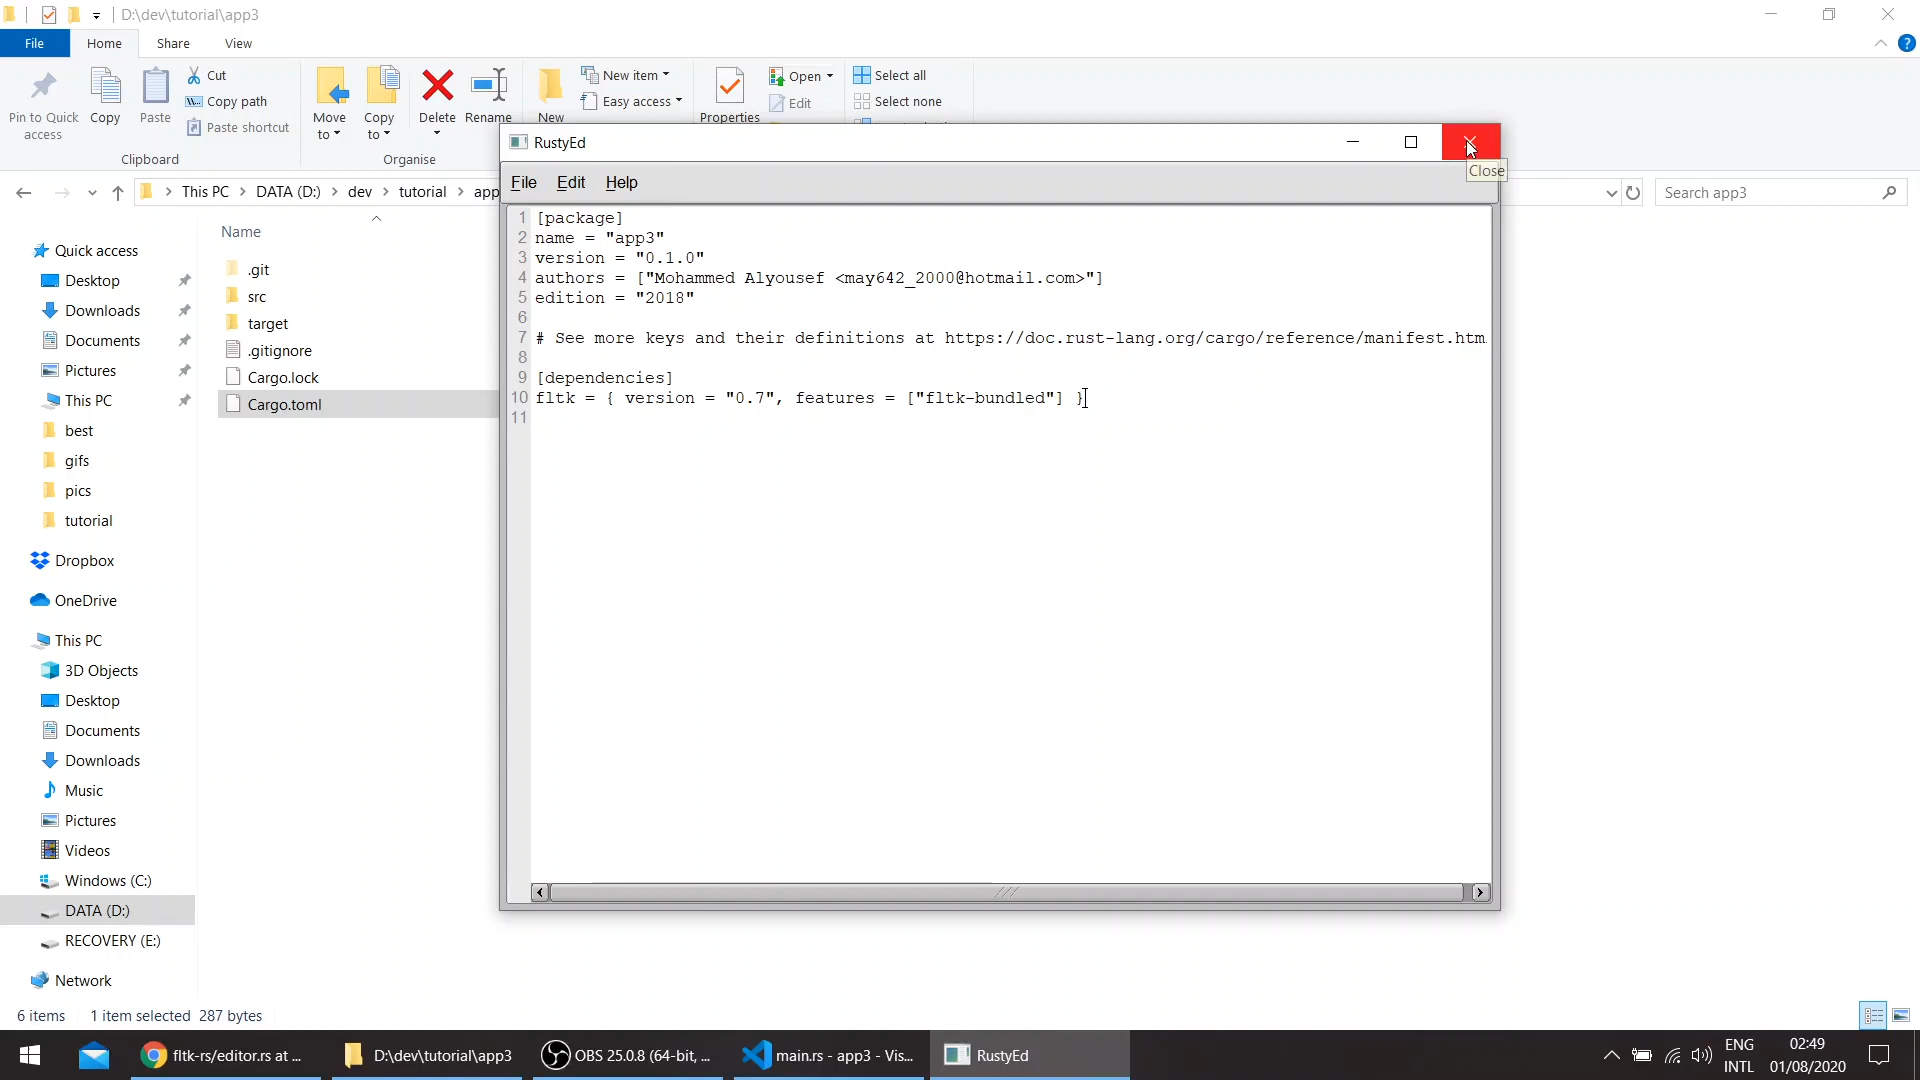 D:\dev\tutorial\app3
File Home Share View
Pin to Quick access
Copy
Paste
Cut
Copy path
Paste shortcut
Clipboard
Move to
Copy to
Delete
Rename
Organise
New
New item
Easy access
Properties
Open
Edit
Select all
Select none
This PC > DATA (D:) > dev > tutorial > app
Search app3
Quick access
Desktop
Downloads
Documents
Pictures
This PC
best
gifs
pics
tutorial
Dropbox
OneDrive
This PC
3D Objects
Desktop
Documents
Downloads
Music
Pictures
Videos
Windows (C:)
DATA (D:)
RECOVERY (E:)
Network
Name
.git
src
target
.gitignore
Cargo.lock
Cargo.toml
RustyEd
Close
File Edit Help
1 [package]
2 name = "app3"
3 version = "0.1.0"
4 authors = ["Mohammed Alyousef <may642_2000@hotmail.com>"]
5 edition = "2018"
6
7 # See more keys and their definitions at https://doc.rust-lang.org/cargo/reference/manifest.htm
8
9 [dependencies]
10 fltk = { version = "0.7", features = ["fltk-bundled"] }
11
6 items 1 item selected 287 bytes
fltk-rs/editor.rs at ...
D:\dev\tutorial\app3
OBS 25.0.8 (64-bit, ...
main.rs - app3 - Vis...
RustyEd
ENG
INTL
02:49
01/08/2020